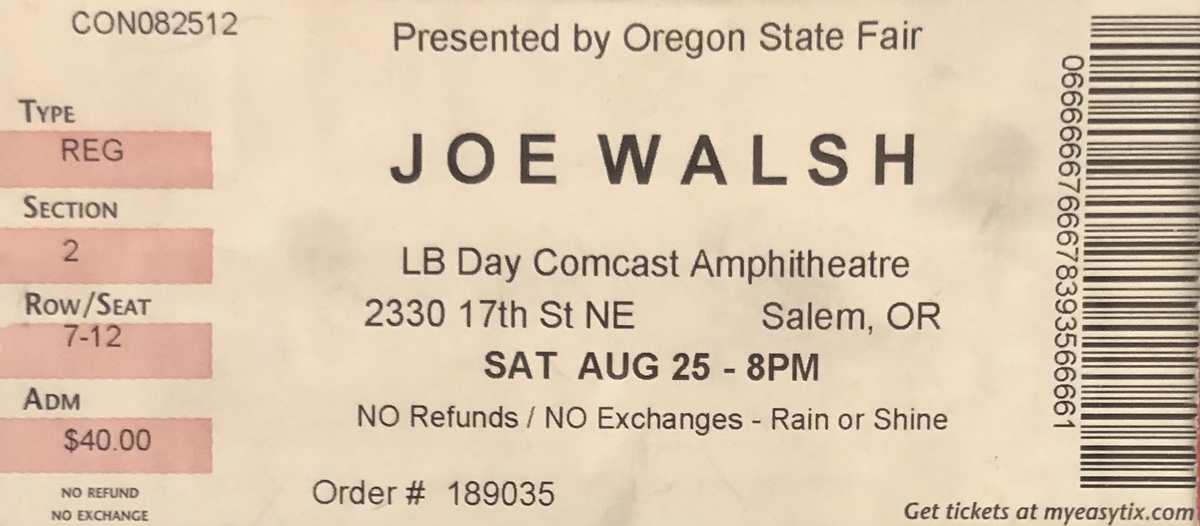 CON082512
TYPE
REG
SECTION
2
ROW/SEAT
7-12
ADM
$40.00
NO REFUND
NO EXCHANGE
Presented by Oregon State Fair
JOE WALSH
LB Day Comcast Amphitheatre
2330 17th St NE Salem, OR
SAT AUG 25 - 8PM
NO Refunds / NO Exchanges - Rain or Shine
Order # 189035
Get tickets at myeasytix.com
06666667666678393566661